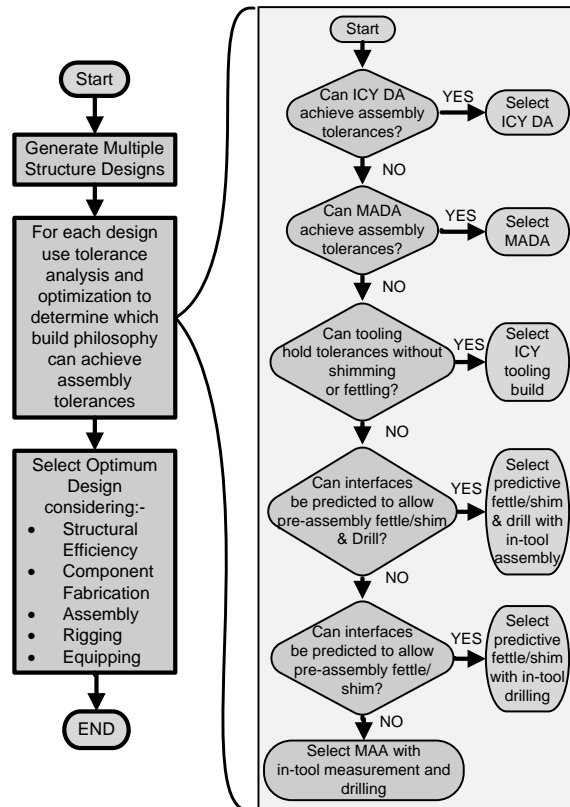 Start
Generate Multiple
Structure Designs
For each design
use tolerance
analysis and
optimization to
determine which
build philosophy
can achieve
assembly
tolerances
Select Optimum
Design
considering:-
• Structural
Efficiency
• Component
Fabrication
• Assembly
• Rigging
• Equipping
END
Start
Can ICY DA
achieve assembly
tolerances?
YES
Select
ICY DA
NO
Can MADA
achieve assembly
tolerances?
YES
Select
MADA
NO
Can tooling
hold tolerances without
shimming
or fettling?
YES
Select
ICY
tooling
build
NO
Can interfaces
be predicted to allow
pre-assembly fettle/shim
& Drill?
YES
Select
predictive
fettle/shim
& drill with
in-tool
assembly
NO
Can interfaces
be predicted to allow
pre-assembly fettle/
shim?
YES
Select
predictive
fettle/shim
with in-tool
drilling
NO
Select MAA with
in-tool measurement and
drilling